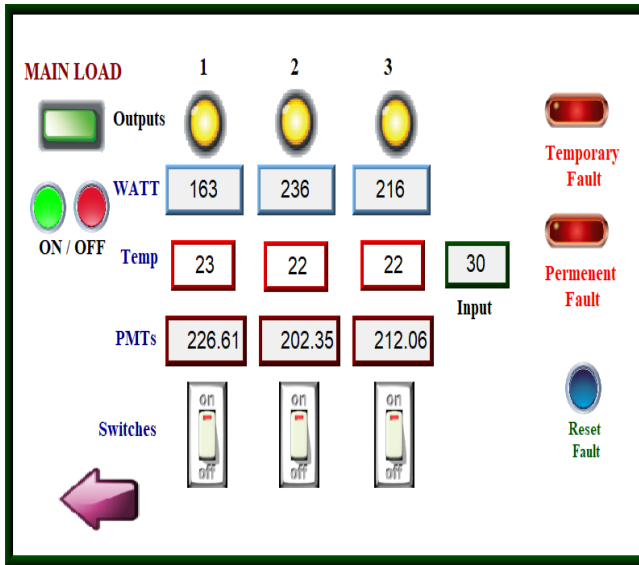 MAIN LOAD 1 2 3
Outputs
Temporary
Fault
WATT 163 236 216
ON / OFF
Temp 23 22 22 30
Input
Permenent
Fault
PMTs 226.61 202.35 212.06
on on on
Switches
off off off
Reset
Fault